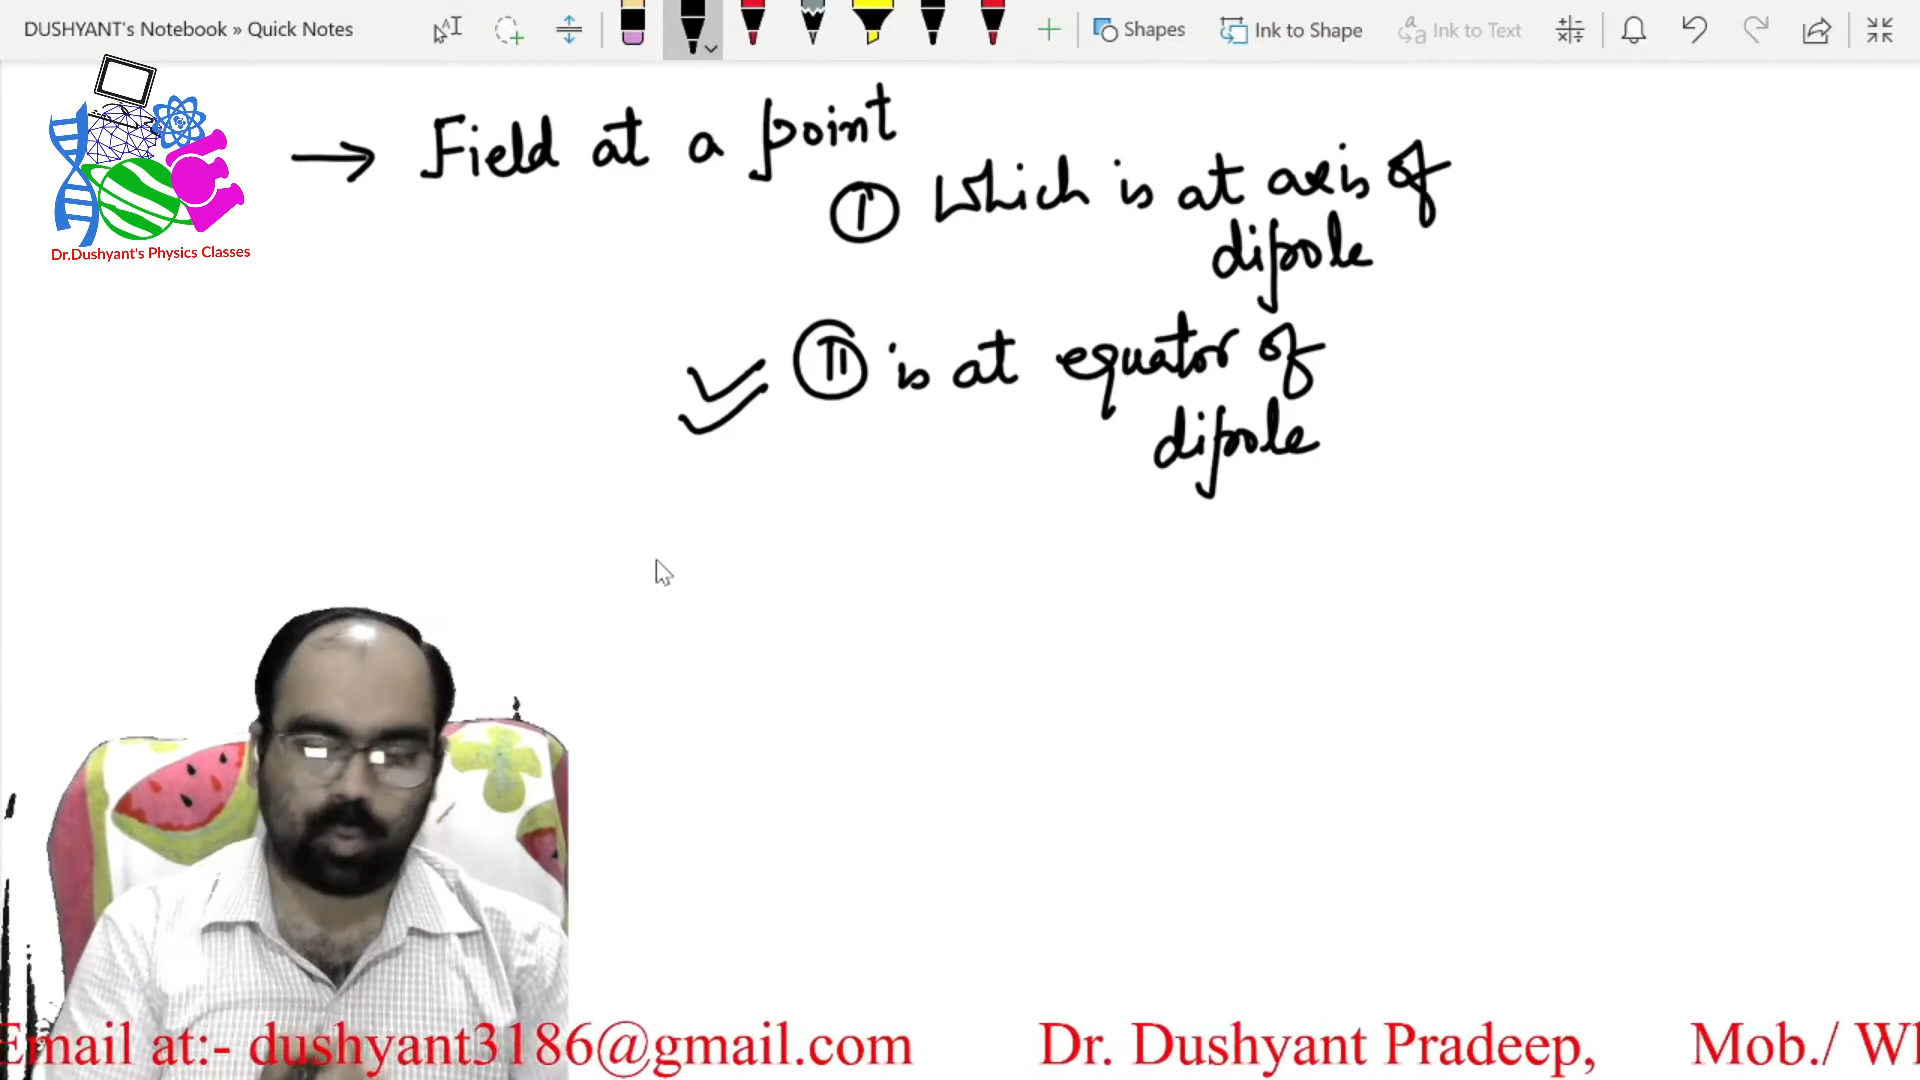 DUSHYANT's Notebook » Quick Notes
Shapes
Ink to Shape
Ink to Text
Dr.Dushyant's Physics Classes
→ Field at a point
I Which is at axis of
dipole
II is at equator of
dipole
Email at:- dushyant3186@gmail.com Dr. Dushyant Pradeep, Mob./